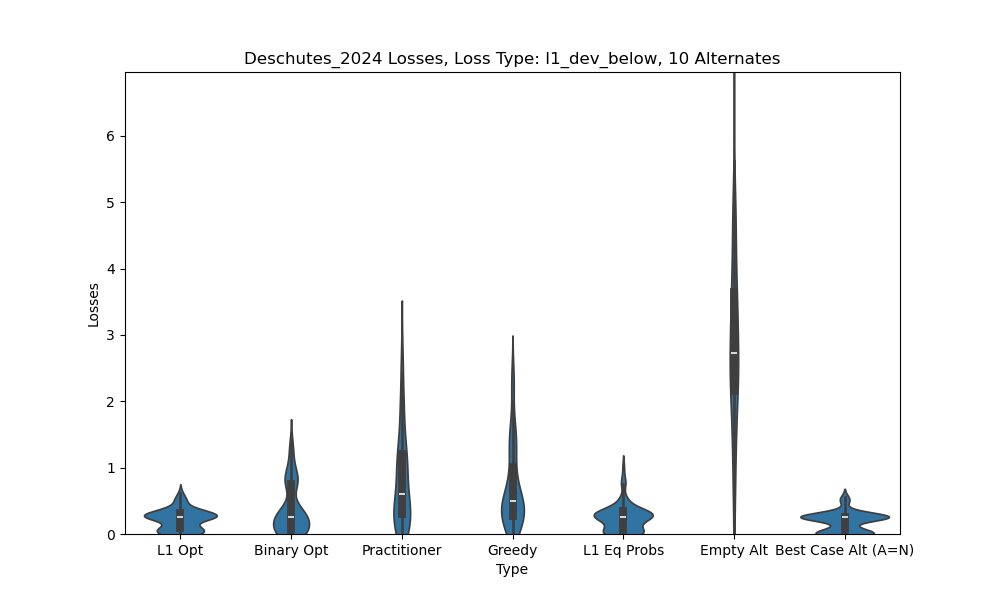 Deschutes_2024 Losses, Loss Type: l1_dev_below, 10 Alternates
6
5
4
3
2
1
0
Losses
L1 Opt Binary Opt Practitioner Greedy L1 Eq Probs Empty Alt Best Case Alt (A=N)
Type